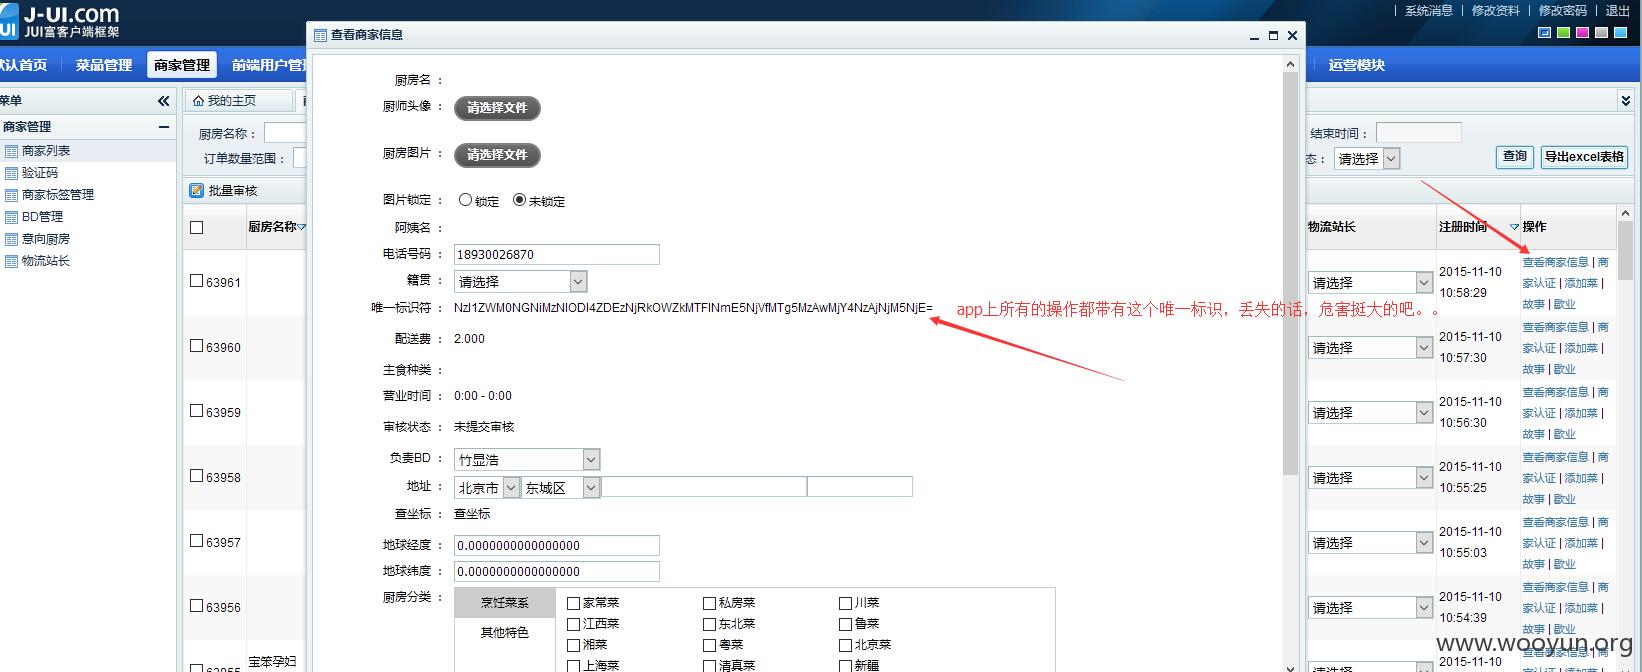 J-UI.com
UI
JUI富客户端框架
系统消息 | 修改资料 | 修改密码 | 退出
默认首页 菜品管理 商家管理 前端用户管 运营模块
菜单
商家管理
商家列表
验证码
商家标签管理
BD管理
意向厨房
物流站长
我的主页
厨房名称：
订单数量范围：
批量审核
厨房名称
63961
63960
63959
63958
63957
63956
宝笨孕妇
查看商家信息
厨房名 ：
厨师头像 ： 请选择文件
厨房图片 ： 请选择文件
图片锁定 ： 锁定 未锁定
阿姨名 ：
电话号码 ： 18930026870
籍贯 ： 请选择
唯一标识符 ： NzI1ZWM0NGNiMzNlODI4ZDEzNjRkOWZkMTFlNmE5NjVfMTg5MzAwMjY4NzAjNjM5NjE=
app上所有的操作都带有这个唯一标识，丢失的话，危害挺大的吧。。
配送费 ： 2.000
主食种类 ：
营业时间 ： 0:00 - 0:00
审核状态 ： 未提交审核
负责BD ： 竹显浩
地址 ： 北京市 东城区
查坐标 ： 查坐标
地球经度 ： 0.0000000000000000
地球纬度 ： 0.0000000000000000
厨房分类 ： 烹饪菜系
其他特色
家常菜 私房菜 川菜
江西菜 东北菜 鲁菜
湘菜 粤菜 北京菜
上海菜 清真菜 新疆
结束时间：
态： 请选择 查询 导出excel表格
物流站长 注册时间 操作
请选择 2015-11-10 10:58:29 查看商家信息 | 商家认证 | 添加菜 | 故事 | 歇业
请选择 2015-11-10 10:57:30 查看商家信息 | 商家认证 | 添加菜 | 故事 | 歇业
请选择 2015-11-10 10:56:30 查看商家信息 | 商家认证 | 添加菜 | 故事 | 歇业
请选择 2015-11-10 10:55:25 查看商家信息 | 商家认证 | 添加菜 | 故事 | 歇业
请选择 2015-11-10 10:55:03 查看商家信息 | 商家认证 | 添加菜 | 故事 | 歇业
请选择 2015-11-10 10:54:39 查看商家信息 | 商家认证 | 添加菜 | 故事 | 歇业
2015-11-10
www.wooyun.org